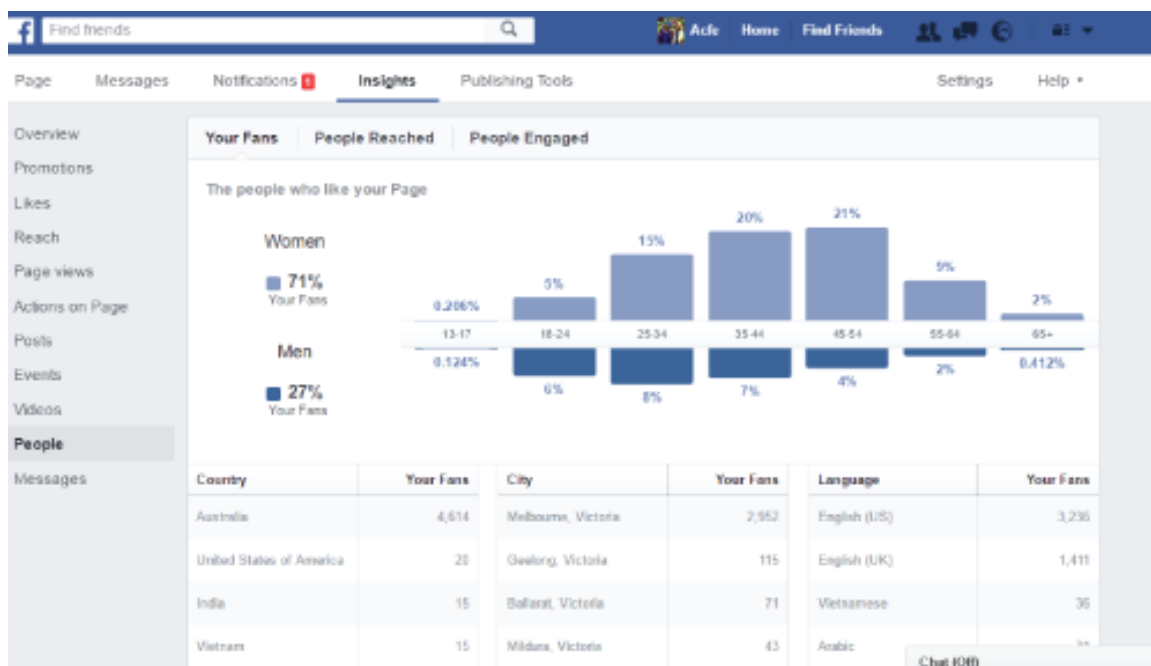 f Find friends Acfe Home Find Friends
Page Messages Notifications 1 Insights Publishing Tools Settings Help
Overview
Promotions
Likes
Reach
Page views
Actions on Page
Posts
Events
Videos
People
Messages
Your Fans People Reached People Engaged
The people who like your Page
Women
71%
Your Fans
0.206% 5% 15% 20% 21% 9% 2%
13-17 18-24 25-34 35-44 45-54 55-64 65+
Men
27%
Your Fans
0.124% 6% 8% 7% 4% 2% 0.412%
Country Your Fans City Your Fans Language Your Fans
Australia 4,614 Melbourne, Victoria 2,952 English (US) 3,236
United States of America 20 Geelong, Victoria 115 English (UK) 1,411
India 15 Ballarat, Victoria 71 Vietnamese 36
Vietnam 15 Mildura, Victoria 43 Arabic
Chat (Off)